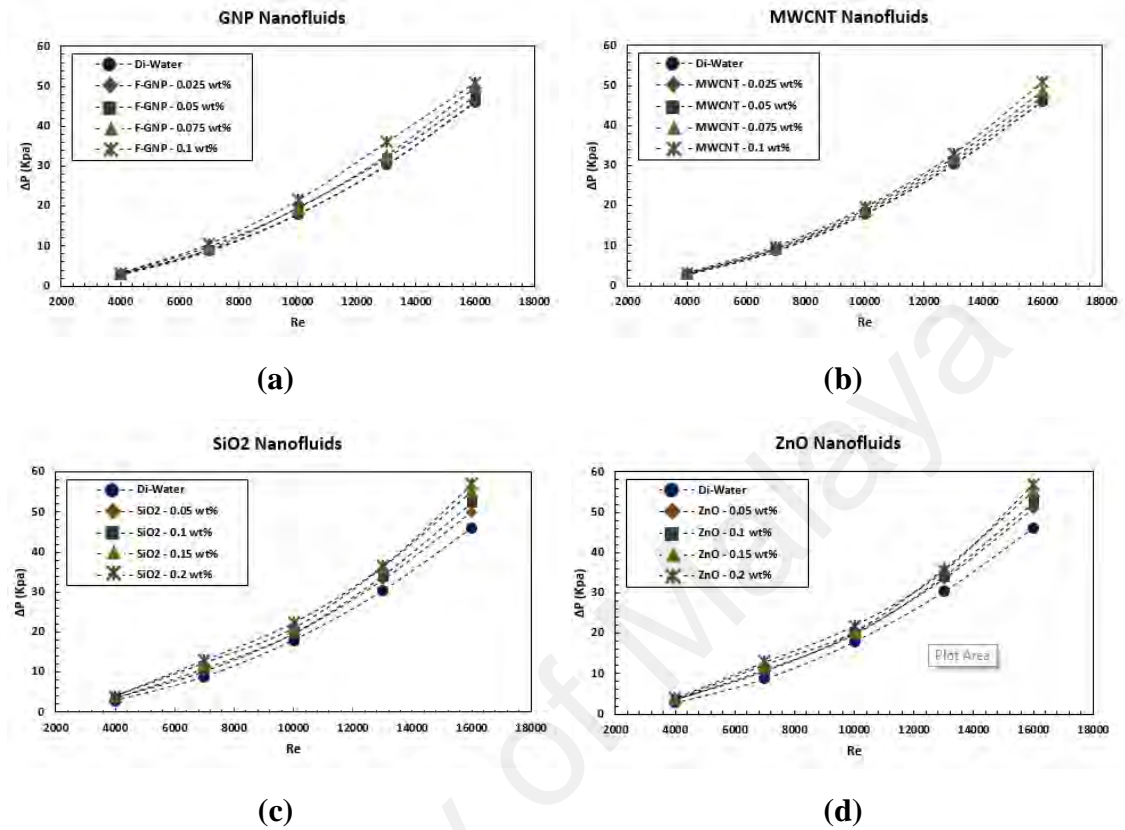 GNP Nanofluids
60
50
40
30
20
10
0
ΔP (Kpa)
Di-Water
F-GNP - 0.025 wt%
F-GNP - 0.05 wt%
F-GNP - 0.075 wt%
F-GNP - 0.1 wt%
2000 4000 6000 8000 10000 12000 14000 16000 18000
Re
(a)
MWCNT Nanofluids
60
50
40
30
20
10
0
ΔP (Kpa)
Di-Water
MWCNT - 0.025 wt%
MWCNT - 0.05 wt%
MWCNT - 0.075 wt%
MWCNT - 0.1 wt%
2000 4000 6000 8000 10000 12000 14000 16000 18000
Re
(b)
SiO2 Nanofluids
60
50
40
30
20
10
0
ΔP (Kpa)
Di-Water
SiO2 - 0.05 wt%
SiO2 - 0.1 wt%
SiO2 - 0.15 wt%
SiO2 - 0.2 wt%
2000 4000 6000 8000 10000 12000 14000 16000 18000
Re
(c)
ZnO Nanofluids
60
50
40
30
20
10
0
ΔP (Kpa)
Di-Water
ZnO - 0.05 wt%
ZnO - 0.1 wt%
ZnO - 0.15 wt%
ZnO - 0.2 wt%
Plot Area
2000 4000 6000 8000 10000 12000 14000 16000 18000
Re
(d)
y of Malaya